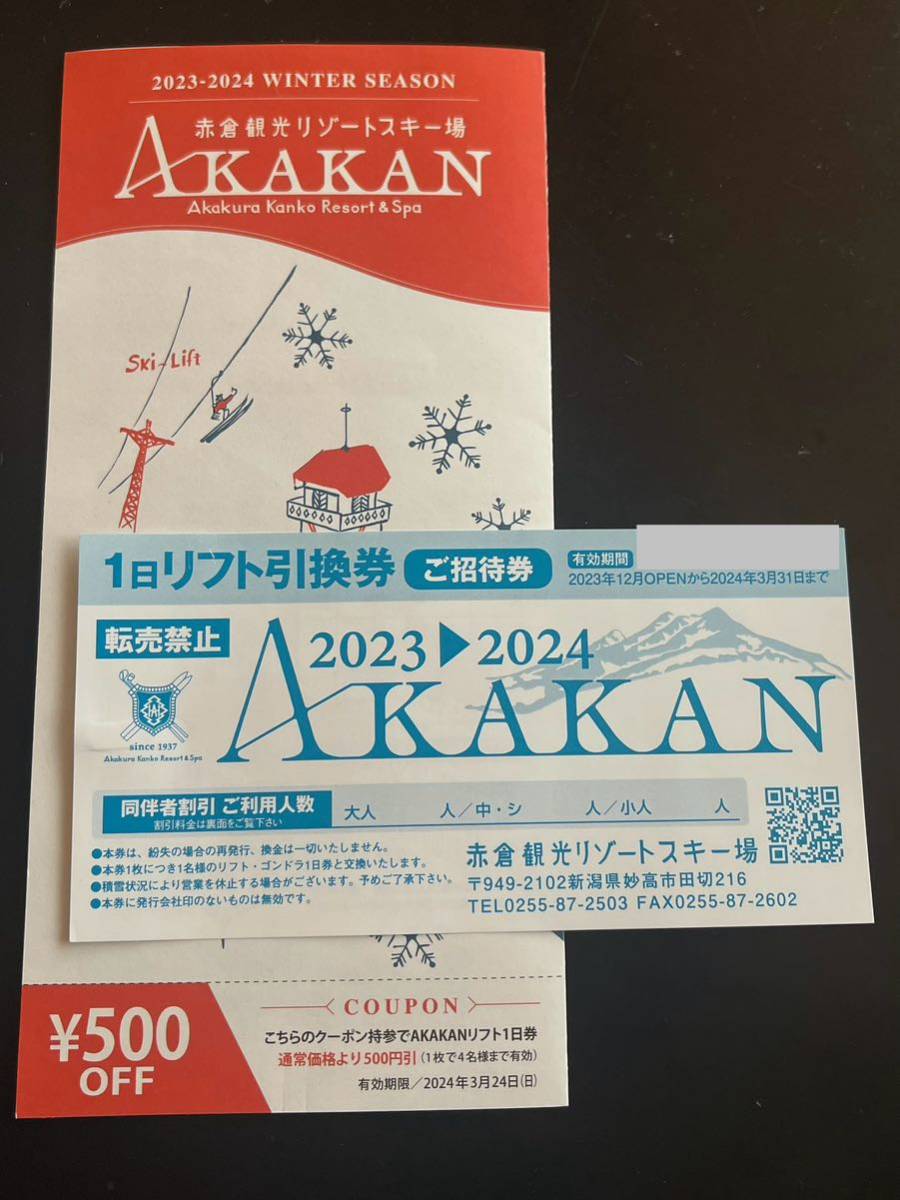 2023-2024 WINTER SEASON
赤倉観光リゾートスキー場
AKAKAN
Akakura Kanko Resort & Spa
Ski-Lift
1日リフト引換券 ご招待券 有効期間
2023年12月OPENから2024年3月31日まで
転売禁止
2023▶2024
AKAKAN
since 1937
Akakura Kanko Resort & Spa
同伴者割引 ご利用人数
割引料金は裏面をご覧下さい
大人 人/中・シ 人/小人 人
●本券は、紛失の場合の再発行、換金は一切いたしません。
●本券1枚につき1名様のリフト・ゴンドラ1日券と交換いたします。
●積雪状況により営業を休止する場合がございます。予めご了承下さい。
●本券に発行会社印のないものは無効です。
赤倉観光リゾートスキー場
〒949-2102新潟県妙高市田切216
TEL0255-87-2503 FAX0255-87-2602
¥500
OFF
COUPON
こちらのクーポン持参でAKAKANリフト1日券
通常価格より500円引(1枚で4名様まで有効)
有効期限/2024年3月24日(日)